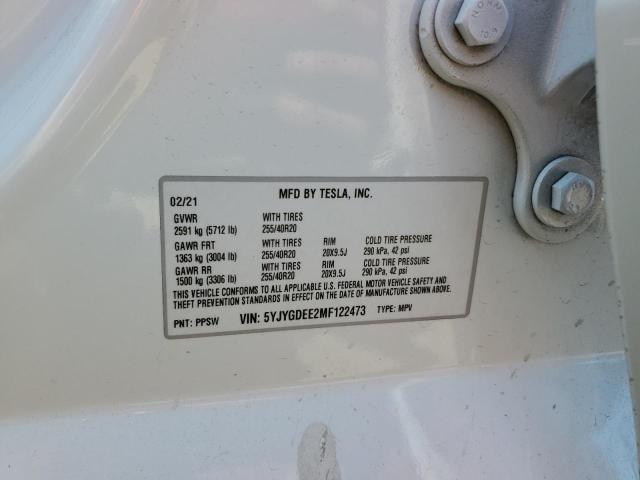 NORM
02/21 MFD BY TESLA, INC.
GVWR WITH TIRES
2591 kg (5712 lb) 255/40R20
GAWR FRT WITH TIRES RIM COLD TIRE PRESSURE
1363 kg (3004 lb) 255/40R20 20X9.5J 290 kPa, 42 psi
GAWR RR WITH TIRES RIM COLD TIRE PRESSURE
1500 kg (3306 lb) 255/40R20 20X9.5J 290 kPa, 42 psi
THIS VEHICLE CONFORMS TO ALL APPLICABLE U.S. FEDERAL MOTOR VEHICLE SAFETY AND
THEFT PREVENTION STANDARDS IN EFFECT ON THE DATE OF MANUFACTURE SHOWN ABOVE.
PNT: PPSW VIN: 5YJYGDEE2MF122473 TYPE: MPV